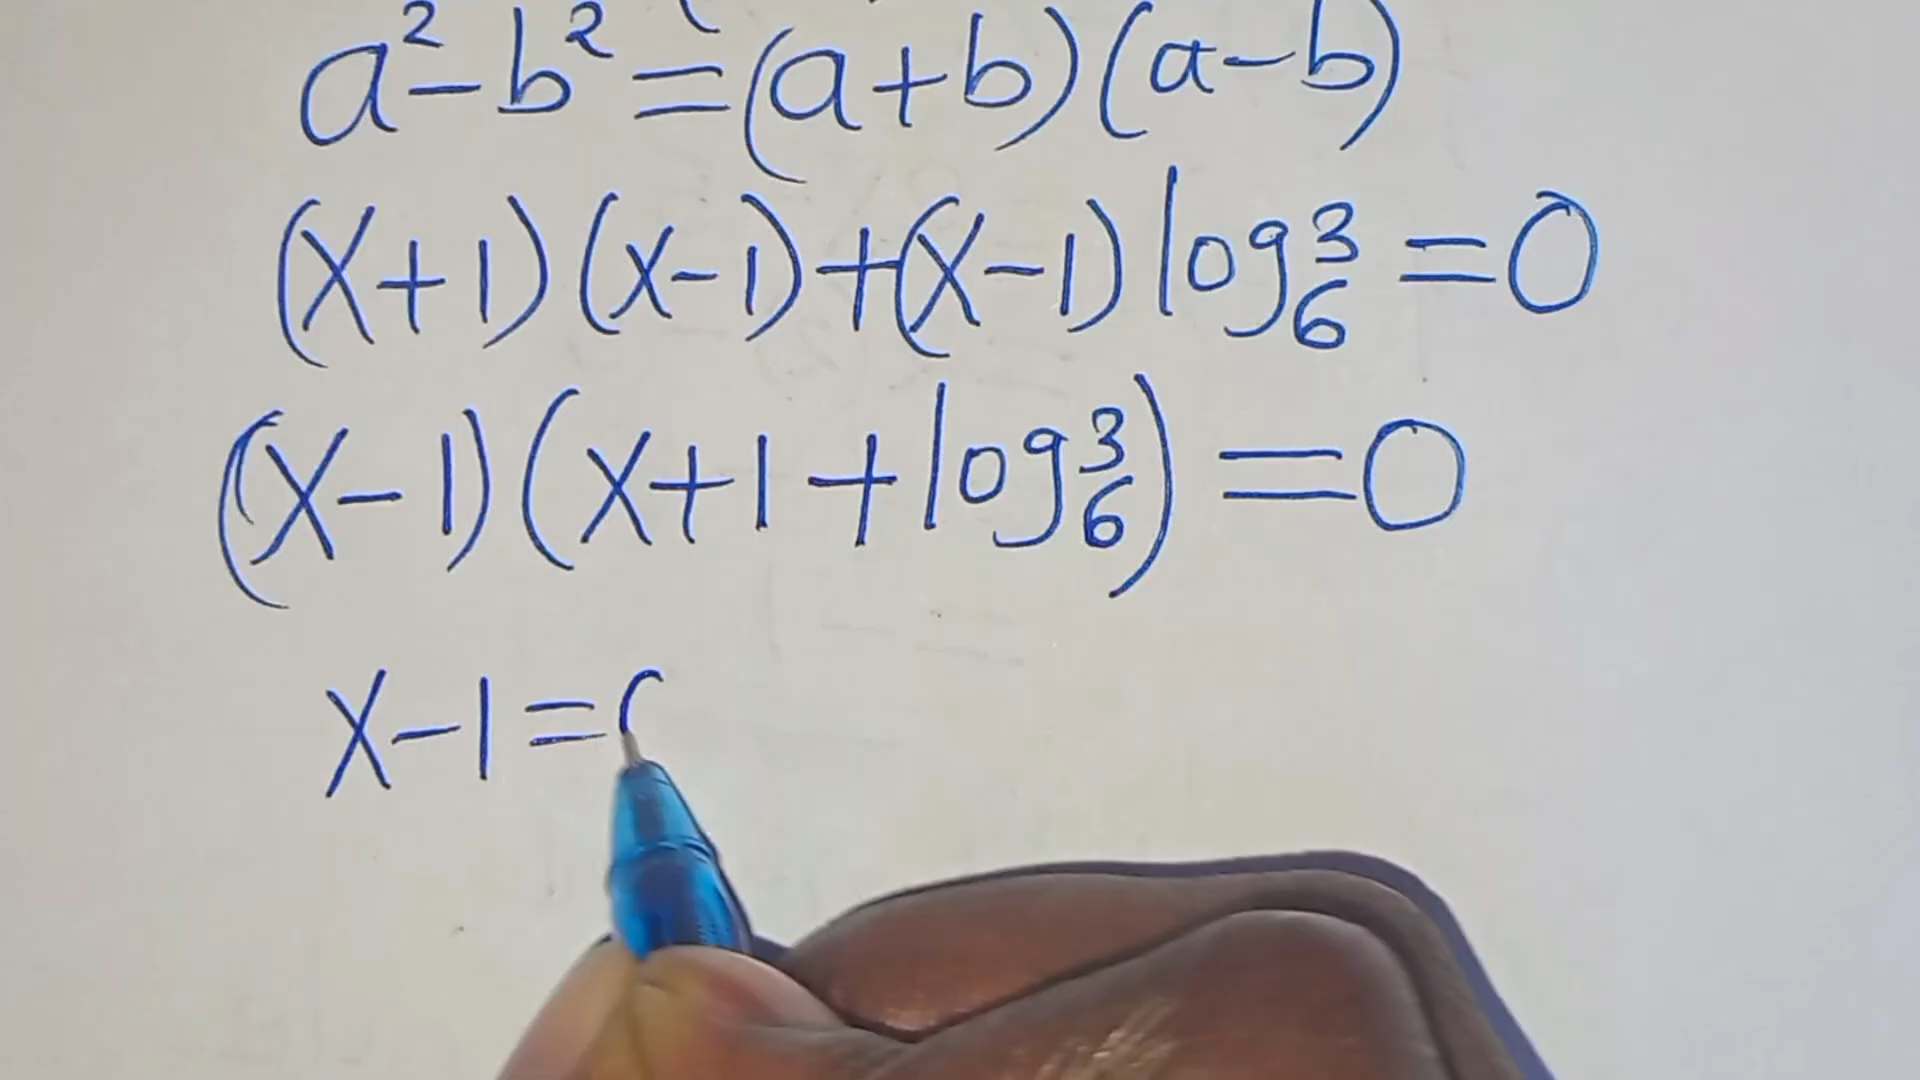 a²-b²=(a+b)(a-b)
(x+1)(x-1)+(x-1)log₆³=0
(x-1)(x+1+log₆³)=0
x-1=